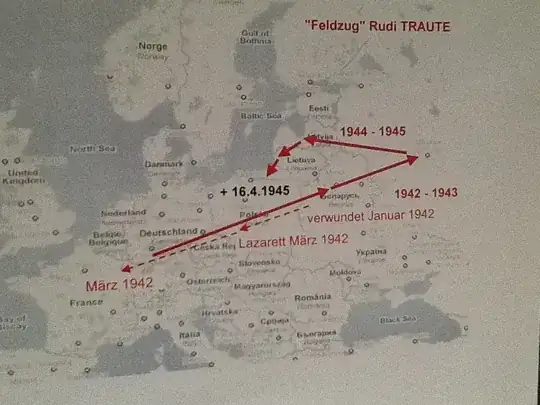 "Feldzug" Rudi TRAUTE
Norge
Norway
Gulf of
Bothnia
Eesti
Baltic Sea
1944 - 1945
North Sea
Danmark
Lietuva
United
Kingdom
+ 16.4.1945
Беларусь
1942 - 1943
Nederland
Polska
verwundet Januar 1942
België
Belgique
Deutschland
Lazarett März 1942
Україна
Slovensko
März 1942
Österreich
Magyarország
Moldova
France
România
Hrvatska
Србија
Black Sea
Italia
България